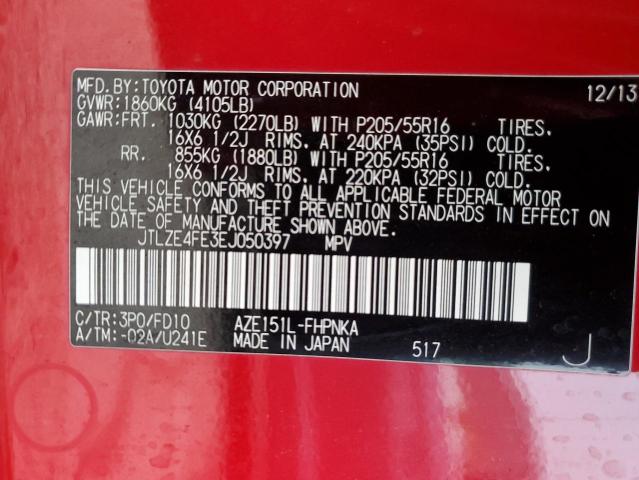 MFD.BY:TOYOTA MOTOR CORPORATION 12/13
GVWR:1860KG (4105LB)
GAWR:FRT. 1030KG (2270LB) WITH P205/55R16 TIRES,
16X6 1/2J RIMS, AT 240KPA (35PSI) COLD.
RR. 855KG (1880LB) WITH P205/55R16 TIRES,
16X6 1/2J RIMS, AT 220KPA (32PSI) COLD.
THIS VEHICLE CONFORMS TO ALL APPLICABLE FEDERAL MOTOR
VEHICLE SAFETY AND THEFT PREVENTION STANDARDS IN EFFECT ON
THE DATE OF MANUFACTURE SHOWN ABOVE.
JTLZE4FE3EJ050397 MPV
C/TR:3P0/FD10 AZE151L-FHPNKA
A/TM:-02A/U241E MADE IN JAPAN 517 J